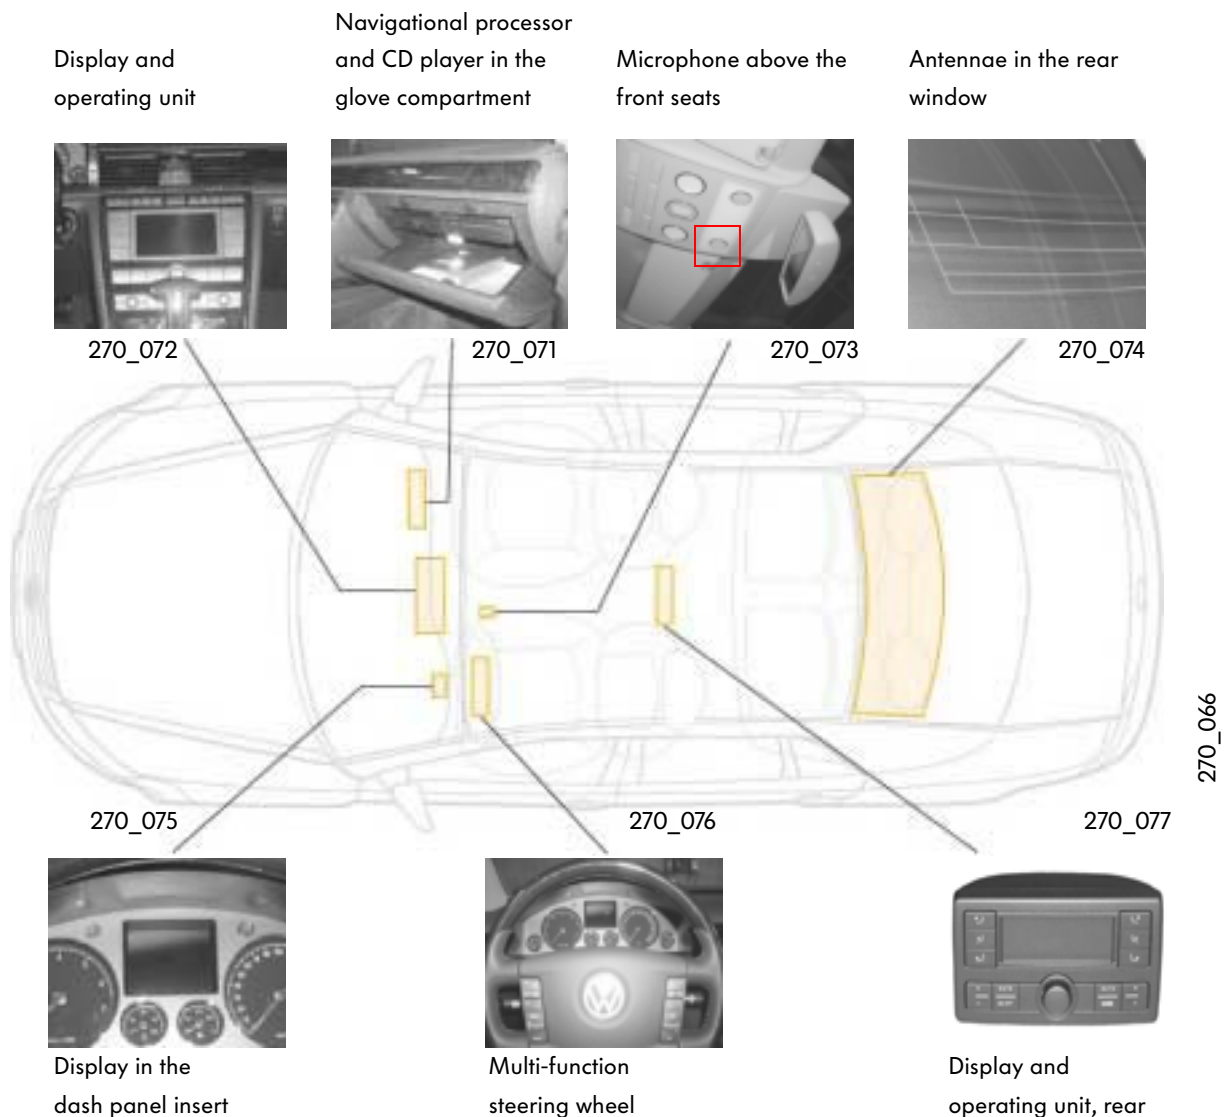 Display and
operating unit
Navigational processor
and CD player in the
glove compartment
Microphone above the
front seats
Antennae in the rear
window
270_072
270_071
270_073
270_074
270_066
270_075
270_076
270_077
Display in the
dash panel insert
Multi-function
steering wheel
Display and
operating unit, rear